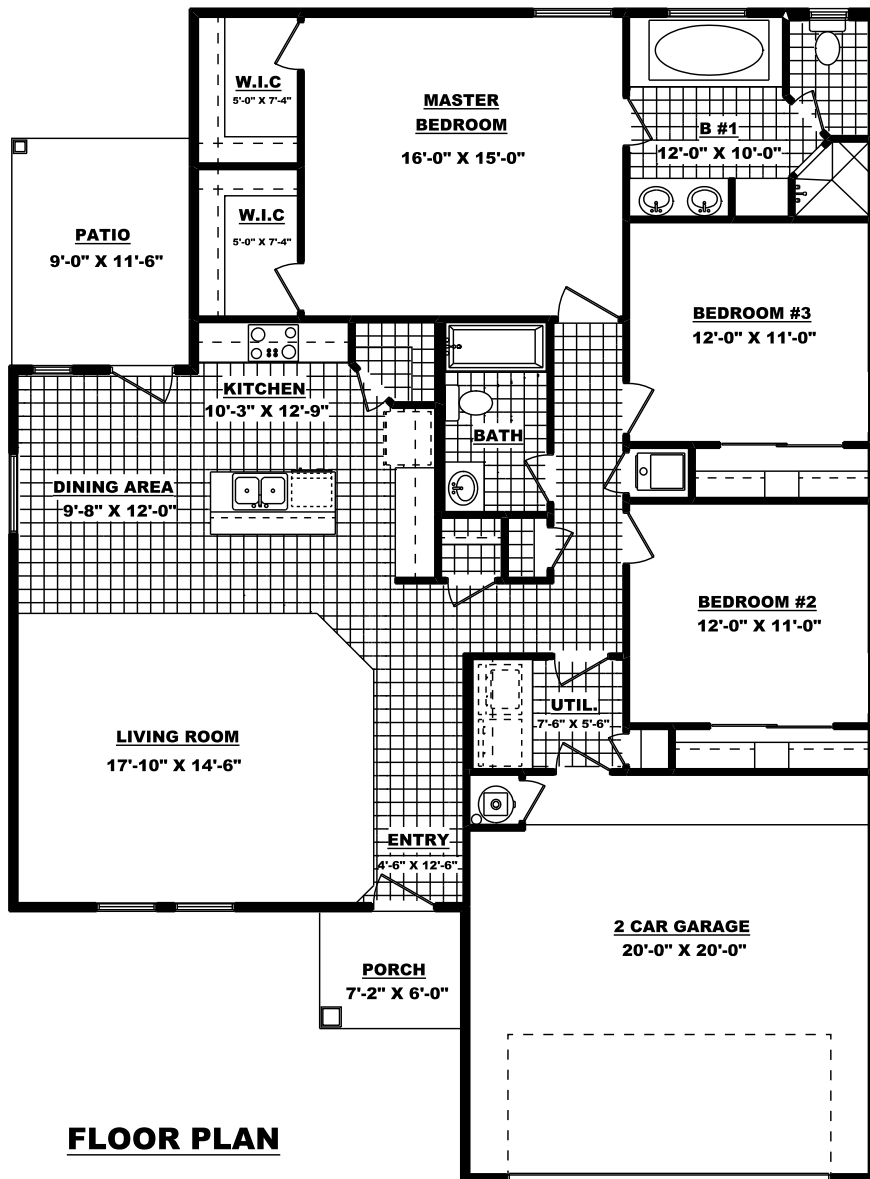 W.I.C
5'-0" X 7'-4"
MASTER
BEDROOM
16'-0" X 15'-0"
B #1
12'-0" X 10'-0"
W.I.C
5'-0" X 7'-4"
PATIO
9'-0" X 11'-6"
BEDROOM #3
12'-0" X 11'-0"
KITCHEN
10'-3" X 12'-9"
BATH
DINING AREA
9'-8" X 12'-0"
BEDROOM #2
12'-0" X 11'-0"
UTIL.
7'-6" X 5'-6"
LIVING ROOM
17'-10" X 14'-6"
ENTRY
4'-6" X 12'-6"
2 CAR GARAGE
20'-0" X 20'-0"
PORCH
7'-2" X 6'-0"
FLOOR PLAN